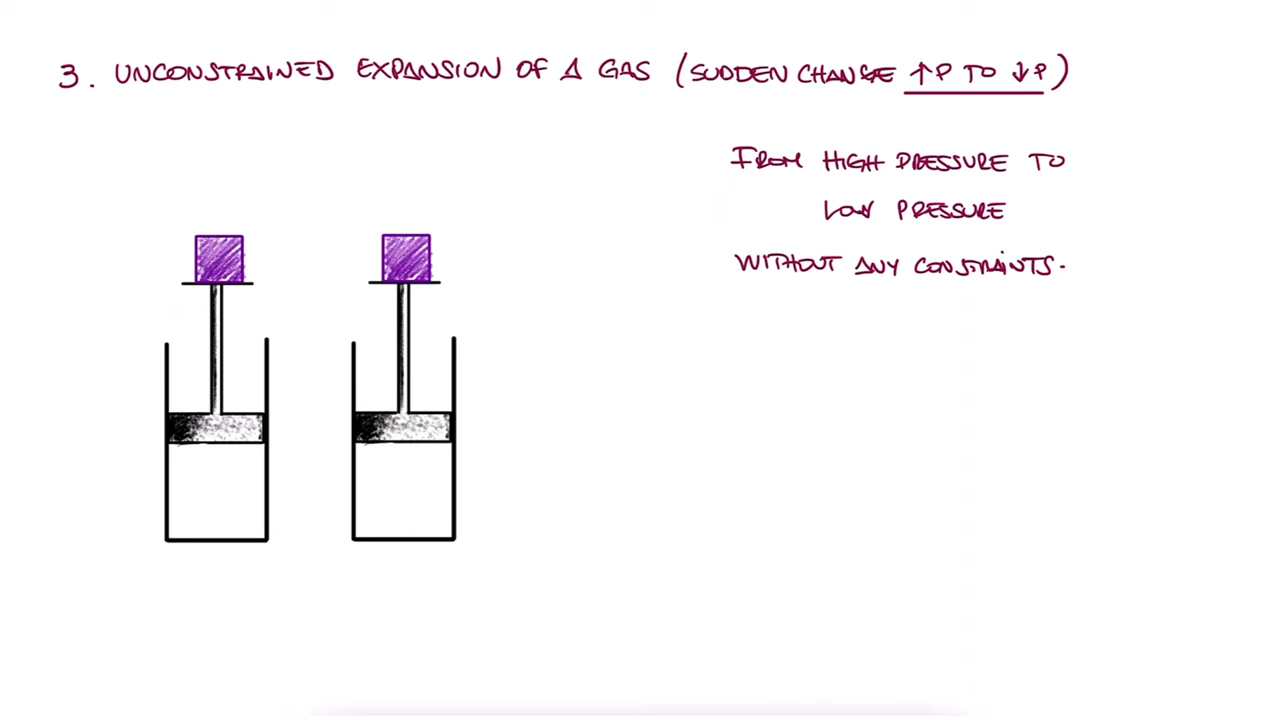 3. UNCONSTRAINED EXPANSION OF A GAS (SUDDEN CHANGE ↑P TO ↓P)
FROM HIGH PRESSURE TO
LOW PRESSURE
WITHOUT ANY CONSTRAINTS.